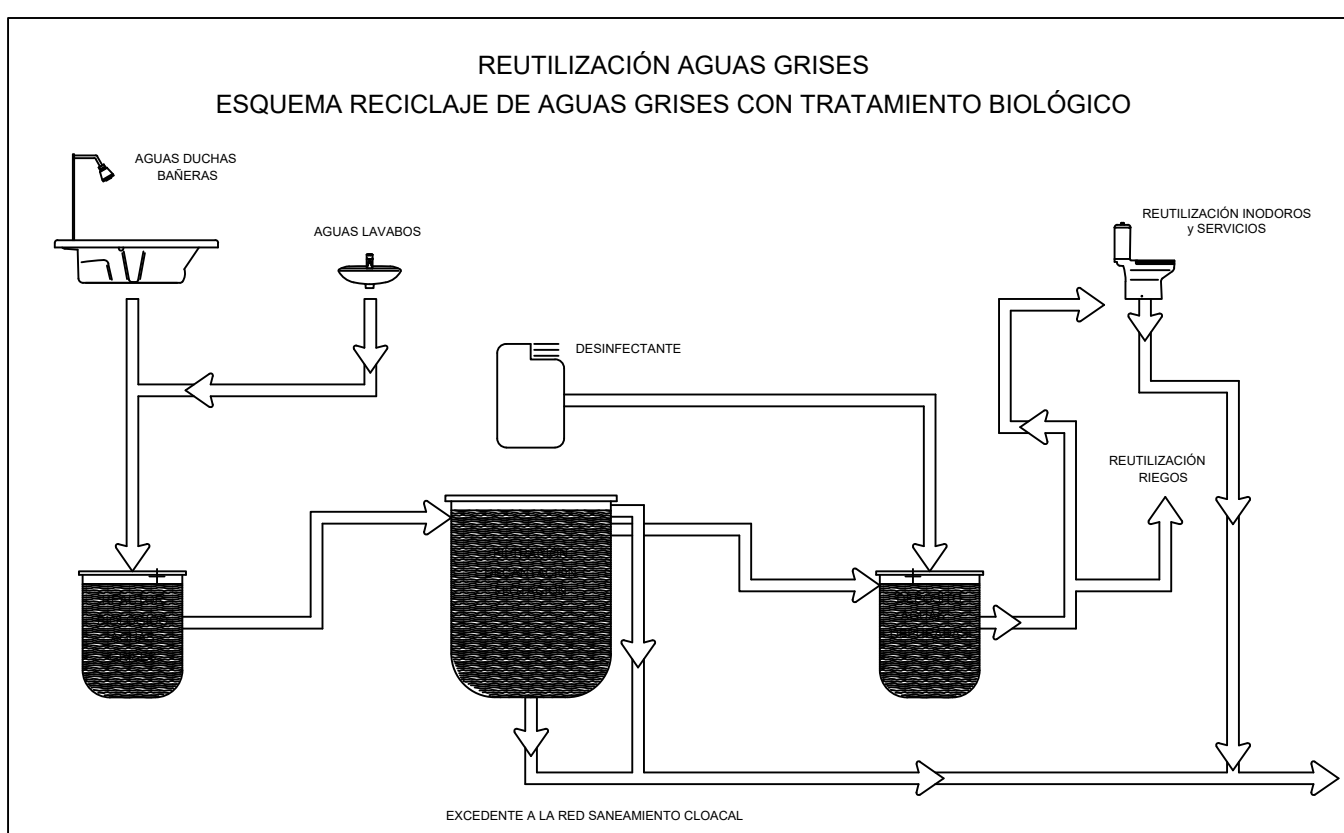 REUTILIZACIÓN AGUAS GRISES
ESQUEMA RECICLAJE DE AGUAS GRISES CON TRATAMIENTO BIOLÓGICO
AGUAS DUCHAS
BAÑERAS
AGUAS LAVABOS
REUTILIZACIÓN INODOROS
y SERVICIOS
DESINFECTANTE
REUTILIZACIÓN
RIEGOS
EXCEDENTE A LA RED SANEAMIENTO CLOACAL